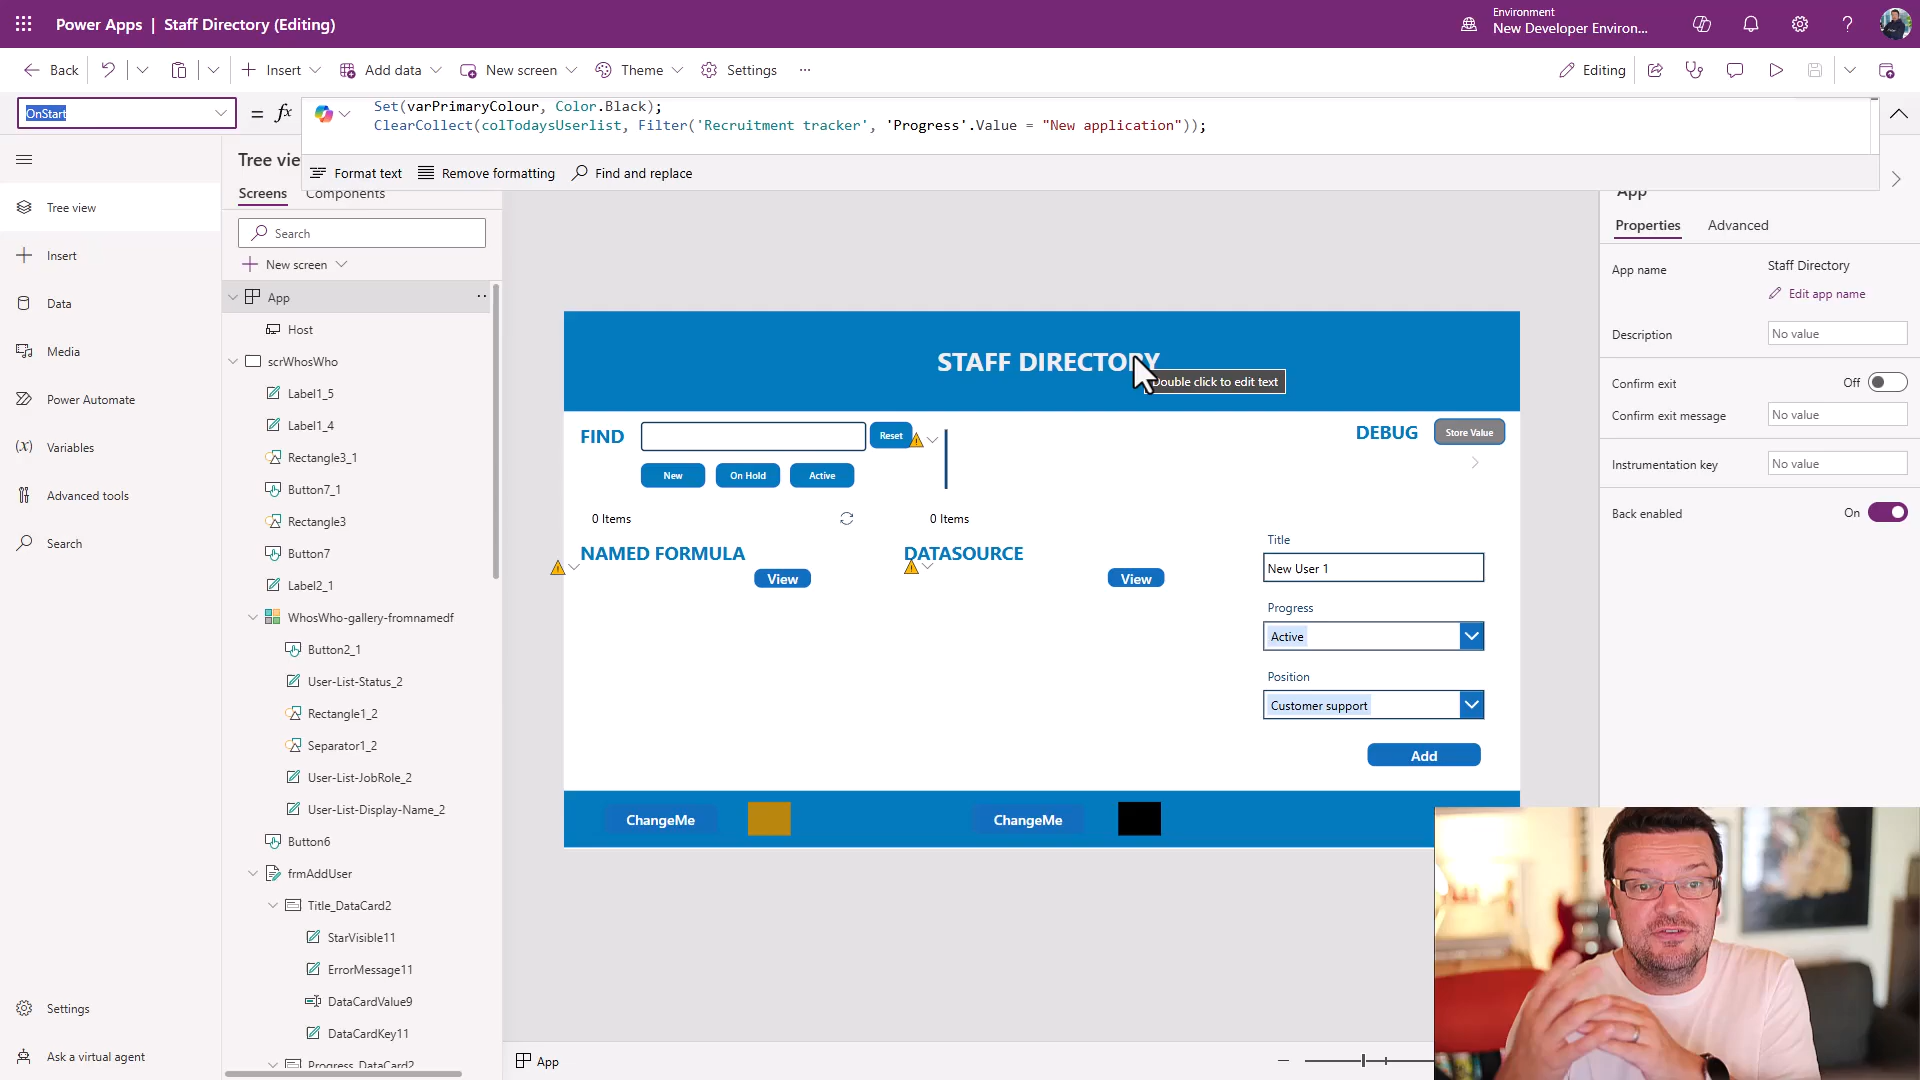 Power Apps | Staff Directory (Editing)
Environment
New Developer Environ...
Back
Insert
Add data
New screen
Theme
Settings
...
Editing
OnStart
= fx
Set(varPrimaryColour, Color.Black);
ClearCollect(colTodaysUserlist, Filter('Recruitment tracker', 'Progress'.Value = "New application"));
Format text
Remove formatting
Find and replace
Tree view
Insert
Data
Media
Power Automate
Variables
Advanced tools
Search
Settings
Ask a virtual agent
Tree vie
Screens
Components
Search
New screen
App
Host
scrWhosWho
Label1_5
Label1_4
Rectangle3_1
Button7_1
Rectangle3
Button7
Label2_1
WhosWho-gallery-fromnamedf
Button2_1
User-List-Status_2
Rectangle1_2
Separator1_2
User-List-JobRole_2
User-List-Display-Name_2
Button6
frmAddUser
Title_DataCard2
StarVisible11
ErrorMessage11
DataCardValue9
DataCardKey11
Progress_DataCard2
STAFF DIRECTORY
Double click to edit text
FIND
Reset
DEBUG
Store Value
New
On Hold
Active
0 Items
0 Items
NAMED FORMULA
View
DATASOURCE
View
Title
New User 1
Progress
Active
Position
Customer support
Add
ChangeMe
ChangeMe
App
App
Properties
Advanced
App name
Staff Directory
Edit app name
Description
No value
Confirm exit
Off
Confirm exit message
No value
Instrumentation key
No value
Back enabled
On